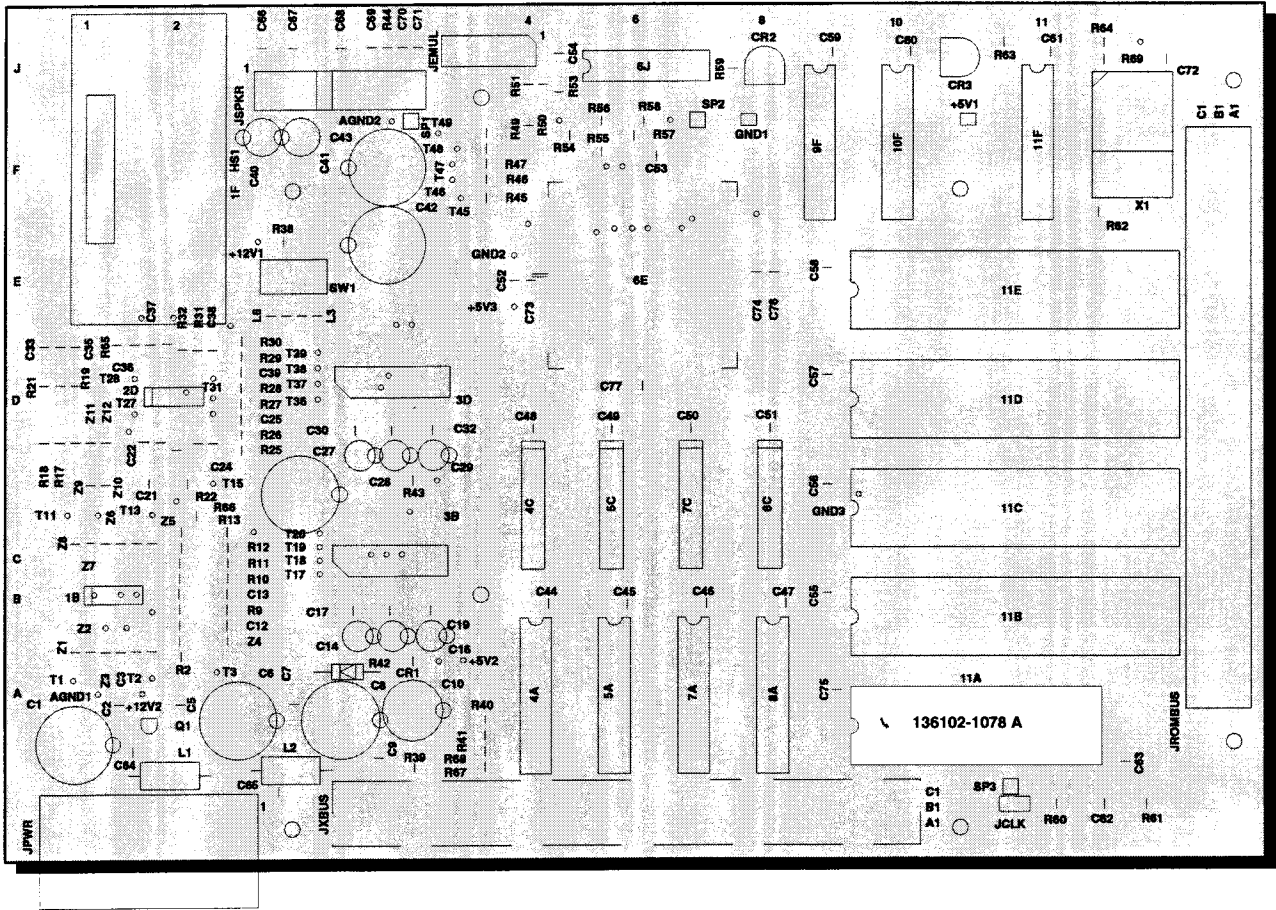 1 2 C66 C67 C68 C69 R44 C70 C71 4 1 6 8 10 11
JEMUL C54 CR2 C59 C60 R63 C61 R64 R69 C72
J 1 R51 R53 6J R59 CR3 +5V1
JSPKR AGND2 SP1 T49 R49 R50 R56 R58 SP2 GND1 C1 B1 A1
HS1 C43 C41 T48 R54 R55 R57 9F 10F 11F
F 1F C40 T47 R47 C53
T46 R46
C42 T45 R45 X1
R38 R62
+12V1 GND2
E SW1 C52 6E C58 11E
C37 R32 R31 C38 L6 L3 +5V3 C73 C74 C76
C33 C35 R65 R30
C36 R29 T39
R21 R19 T28 C39 T38 C57
2D T31 R28 T37 C77
D Z11 Z12 T27 R27 T36 3D 11D
C25 C48 C49 C50 C51
R26 C30 C32
C22 R25 C27
R18 R17 C24 T15 C28 C29
Z9 Z10 C21 R22 R43 C56
T11 Z6 T13 Z5 R66 3B 4C 5C 7C 6C GND3 11C
R13
Z8 R12 T20
C Z7 R11 T19
R10 T18
T17
B 1B C13 C44 C45 C46 C47 C55
R9 C17
C12 C19 11B
Z2 Z4 C14
Z1 C16
R2 R42 CR1 +5V2
T1 Z3 C3 T2 T3 C6 C7 11A
A AGND1 C8 C10 4A 5A 7A 8A C75
C1 C2 +12V2 C5 R40
Q1 136102-1078 A JROMBUS
L1 L2 C9 R39 R41
C64 R68 C63
C65 R67
1 JXBUS C1 SP3
B1
JPWR A1 JCLK R60 C62 R61